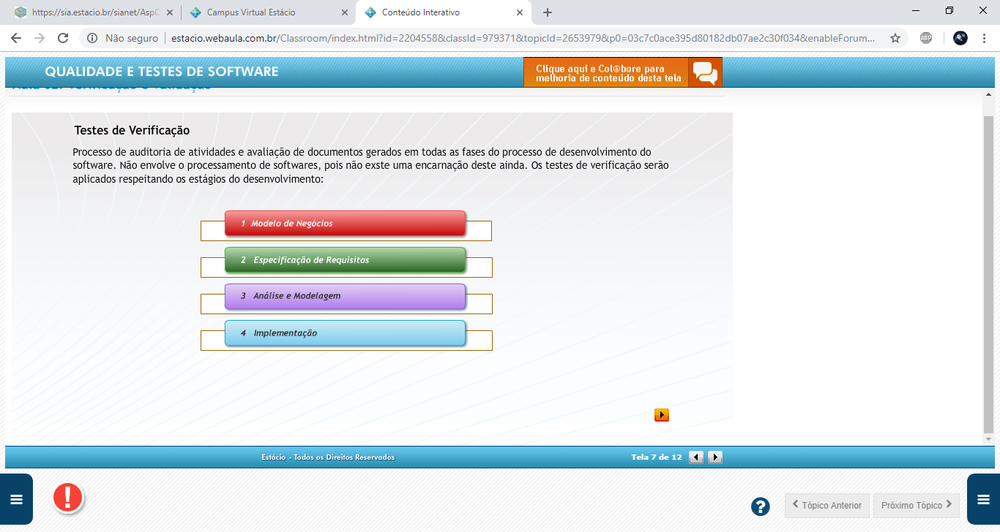 https://sia.estacio.br/sianet/AspC
Campus Virtual Estácio
Conteúdo Interativo
Não seguro
estacio.webaula.com.br/Classroom/index.html?id=2204558&classId=979371&topicId=2653979&p0=03c7c0ace395d80182db07ae2c30f034&enableForum...
ABP
QUALIDADE E TESTES DE SOFTWARE
Clique aqui e Col@bore para
melhoria de conteúdo desta tela
Aula 02: Verificação e Validação
Testes de Verificação
Processo de auditoria de atividades e avaliação de documentos gerados em todas as fases do processo de desenvolvimento do
software. Não envolve o processamento de softwares, pois não exste uma encarnação deste ainda. Os testes de verificação serão
aplicados respeitando os estágios do desenvolvimento:
1 Modelo de Negócios
2 Especificação de Requisitos
3 Análise e Modelagem
4 Implementação
Estácio - Todos os Direitos Reservados
Tela 7 de 12
!
?
Tópico Anterior
Próximo Tópico